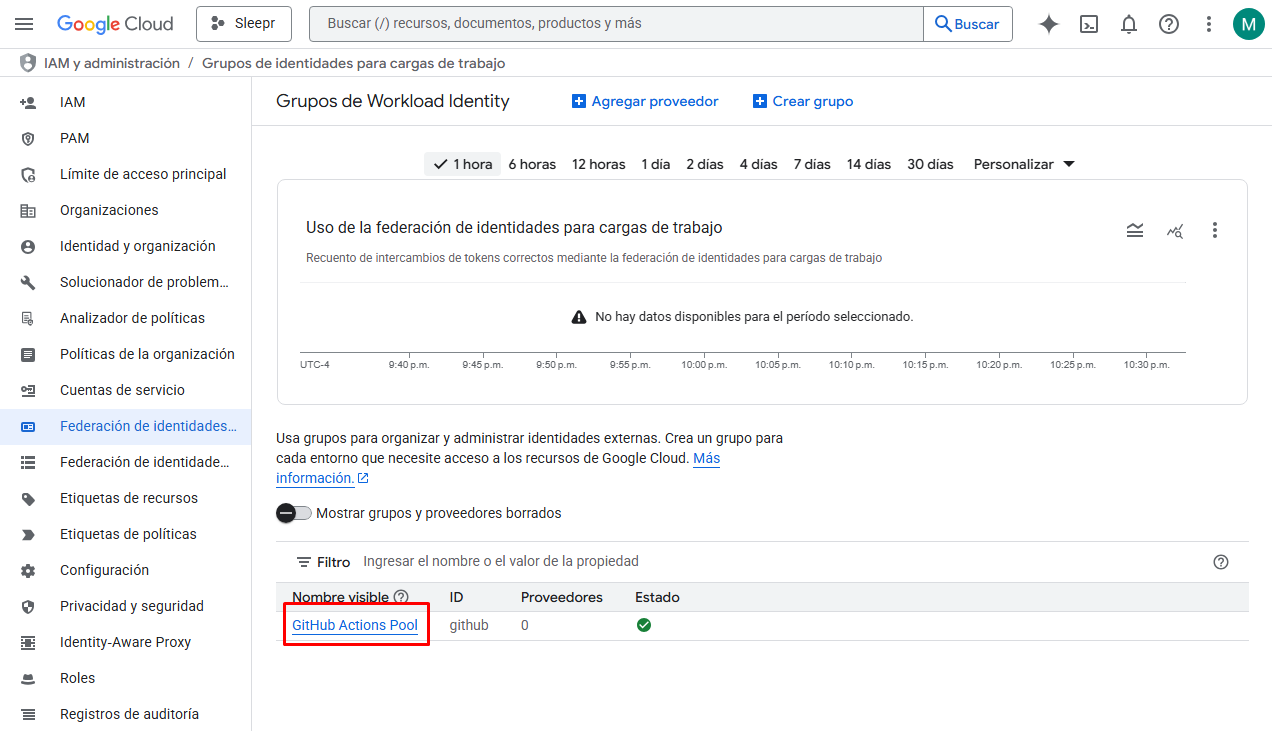 Google Cloud
Sleepr
Buscar (/) recursos, documentos, productos y más
Buscar
M
IAM y administración / Grupos de identidades para cargas de trabajo
IAM
PAM
Límite de acceso principal
Organizaciones
Identidad y organización
Solucionador de problem...
Analizador de políticas
Políticas de la organización
Cuentas de servicio
Federación de identidades...
Federación de identidade...
Etiquetas de recursos
Etiquetas de políticas
Configuración
Privacidad y seguridad
Identity-Aware Proxy
Roles
Registros de auditoría
Grupos de Workload Identity
Agregar proveedor
Crear grupo
1 hora 6 horas 12 horas 1 día 2 días 4 días 7 días 14 días 30 días Personalizar
Uso de la federación de identidades para cargas de trabajo
Recuento de intercambios de tokens correctos mediante la federación de identidades para cargas de trabajo
No hay datos disponibles para el período seleccionado.
UTC-4 9:40 p.m. 9:45 p.m. 9:50 p.m. 9:55 p.m. 10:00 p.m. 10:05 p.m. 10:10 p.m. 10:15 p.m. 10:20 p.m. 10:25 p.m. 10:30 p.m.
Usa grupos para organizar y administrar identidades externas. Crea un grupo para
cada entorno que necesite acceso a los recursos de Google Cloud. Más
información.
Mostrar grupos y proveedores borrados
Filtro Ingresar el nombre o el valor de la propiedad
Nombre visible ID Proveedores Estado
GitHub Actions Pool github 0